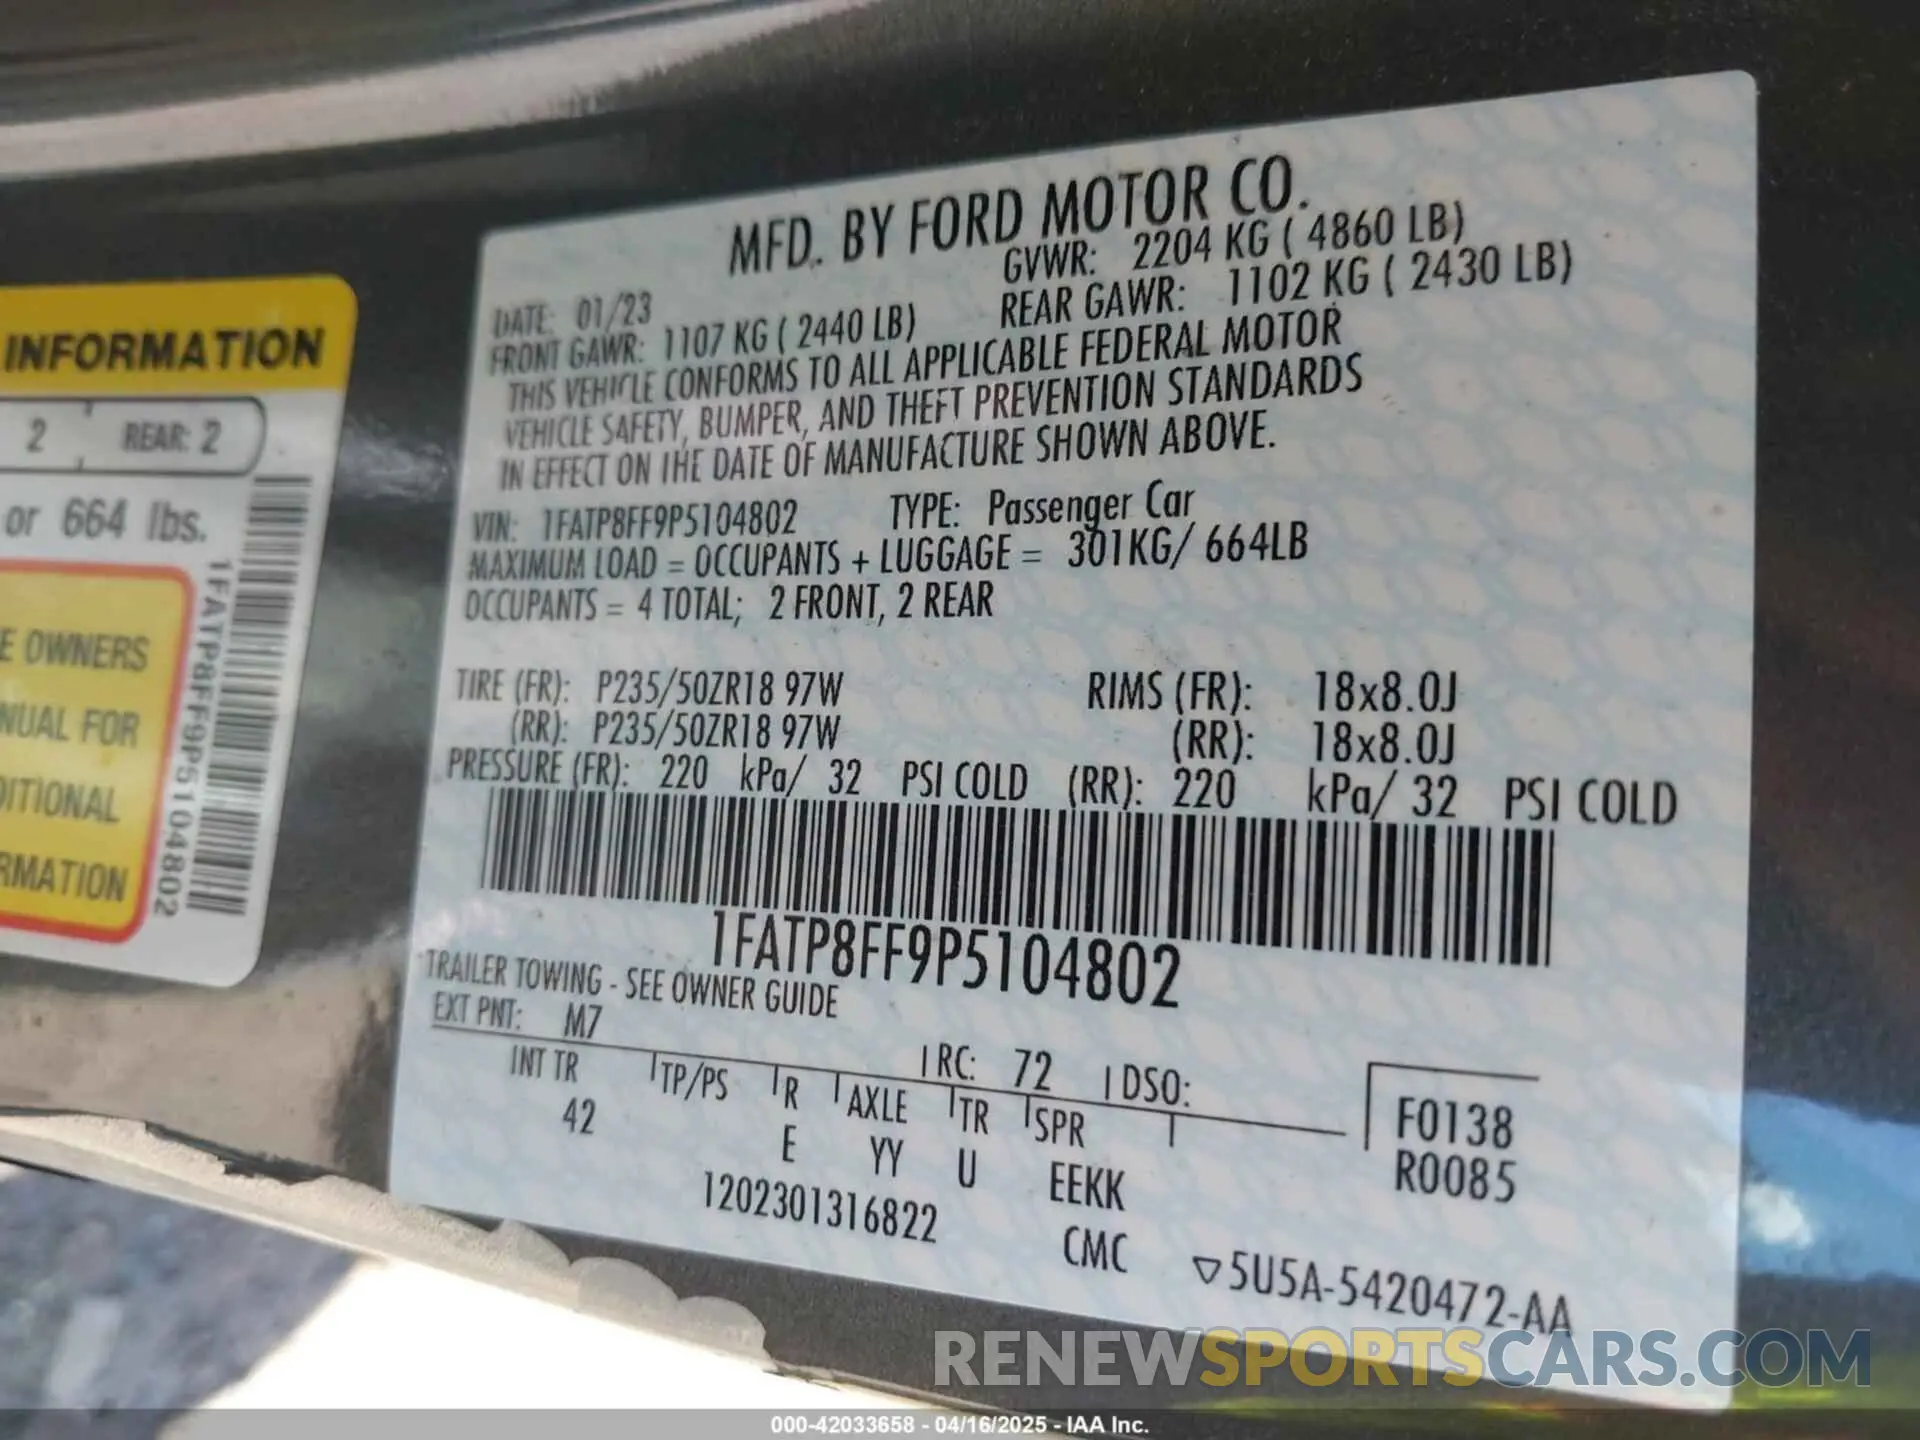 INFORMATION
2 REAR: 2
or 664 lbs.
OWNERS
FOR
1FATP8FF9P5104802
MFD. BY FORD MOTOR CO.
DATE: 01/23 GVWR: 2204 KG ( 4860 LB)
FRONT GAWR: 1107 KG ( 2440 LB) REAR GAWR: 1102 KG ( 2430 LB)
THIS VEHICLE CONFORMS TO ALL APPLICABLE FEDERAL MOTOR
VEHICLE SAFETY, BUMPER, AND THEFT PREVENTION STANDARDS
IN EFFECT ON THE DATE OF MANUFACTURE SHOWN ABOVE.
VIN: 1FATP8FF9P5104802 TYPE: Passenger Car
MAXIMUM LOAD = OCCUPANTS + LUGGAGE = 301KG/ 664LB
OCCUPANTS = 4 TOTAL; 2 FRONT, 2 REAR
TIRE (FR): P235/50ZR18 97W RIMS (FR): 18x8.0J
(RR): P235/50ZR18 97W (RR): 18x8.0J
PRESSURE (FR): 220 kPa/ 32 PSI COLD (RR): 220 kPa/ 32 PSI COLD
1FATP8FF9P5104802
TRAILER TOWING - SEE OWNER GUIDE
EXT PNT: M7 RC: 72 DSO:
INT TR TP/PS R AXLE TR SPR F0138
42 E YY U EEKK R0085
1202301316822 CMC ▽5U5A-5420472-AA
RENEWSPORTSCARS.COM
000-42033658 - 04/16/2025 - IAA Inc.